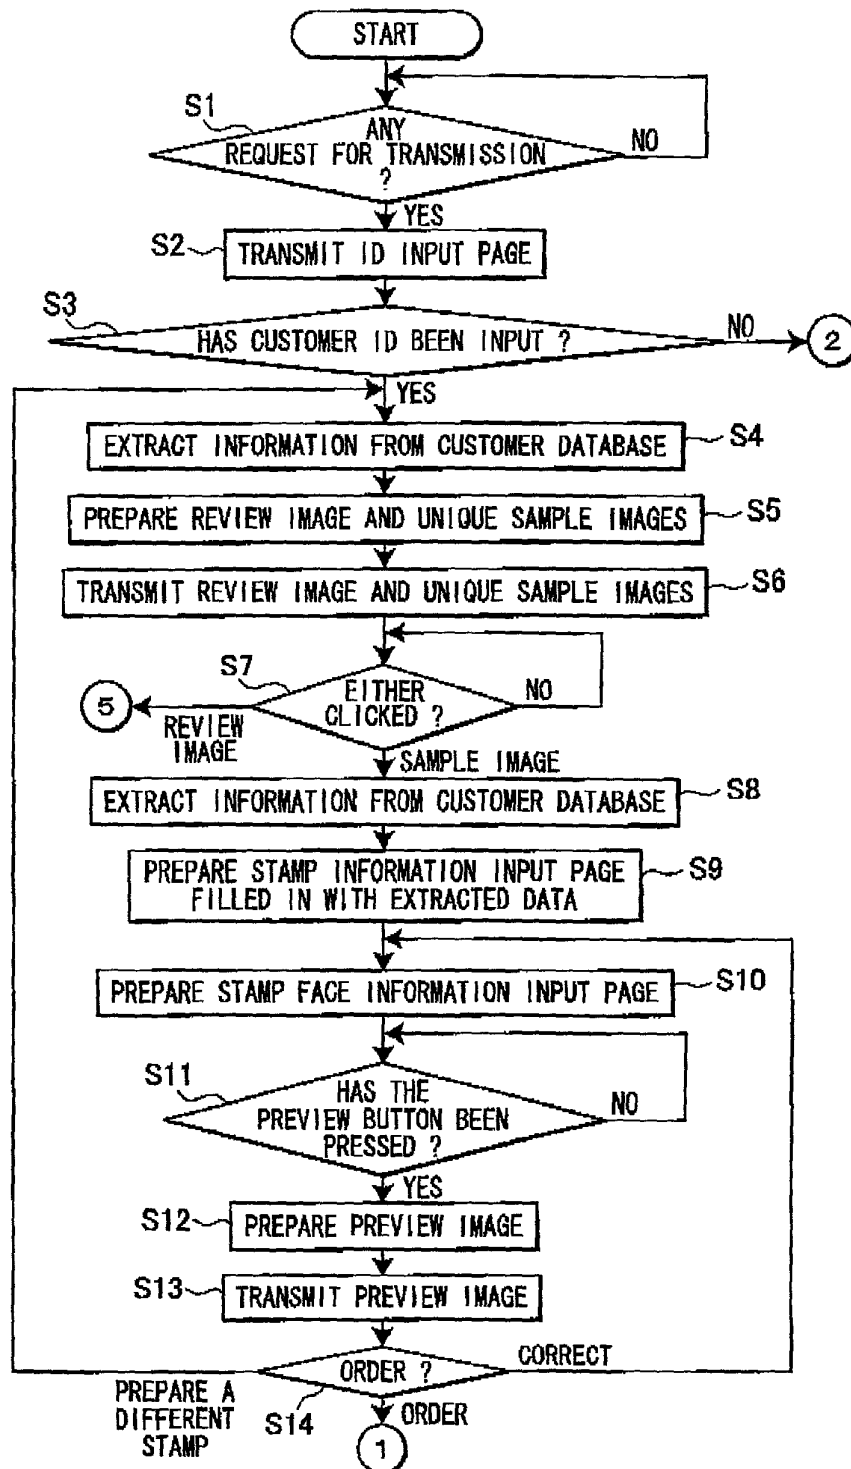 START
S1
ANY
REQUEST FOR TRANSMISSION
?
NO
YES
S2
TRANSMIT ID INPUT PAGE
S3
HAS CUSTOMER ID BEEN INPUT ?
NO
2
YES
EXTRACT INFORMATION FROM CUSTOMER DATABASE
S4
PREPARE REVIEW IMAGE AND UNIQUE SAMPLE IMAGES
S5
TRANSMIT REVIEW IMAGE AND UNIQUE SAMPLE IMAGES
S6
S7
EITHER
CLICKED ?
NO
5
REVIEW
IMAGE
SAMPLE IMAGE
EXTRACT INFORMATION FROM CUSTOMER DATABASE
S8
PREPARE STAMP INFORMATION INPUT PAGE
FILLED IN WITH EXTRACTED DATA
S9
PREPARE STAMP FACE INFORMATION INPUT PAGE
S10
S11
HAS THE
PREVIEW BUTTON BEEN
PRESSED ?
NO
YES
S12
PREPARE PREVIEW IMAGE
S13
TRANSMIT PREVIEW IMAGE
ORDER ?
CORRECT
PREPARE A
DIFFERENT
STAMP
S14
ORDER
1